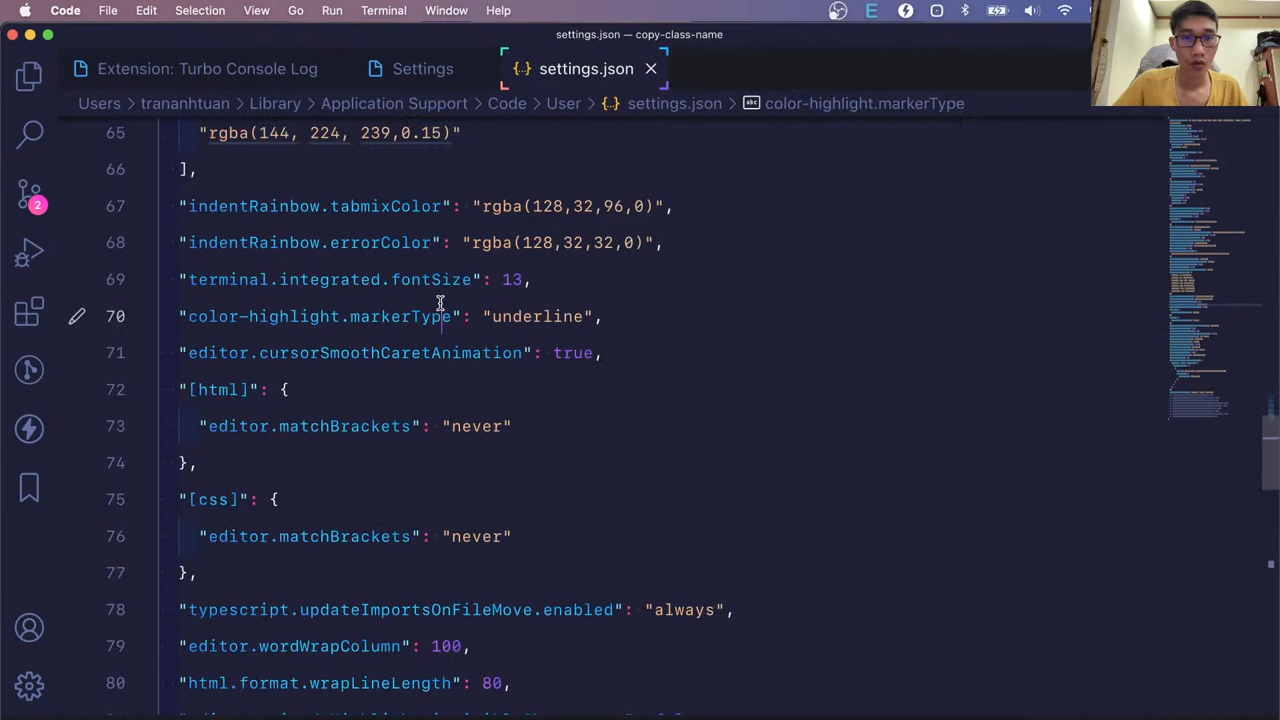 Code File Edit Selection View Go Run Terminal Window Help
settings.json — copy-class-name
Extension: Turbo Console Log Settings {..} settings.json
Users › trananhtuan › Library › Application Support › Code › User › {..} settings.json › abc color-highlight.markerType
65 "rgba(144, 224, 239,0.15)"
66 ],
67 "indentRainbow.tabmixColor": "rgba(128,32,96,0)",
68 "indentRainbow.errorColor": "rgba(128,32,32,0)",
69 "terminal.integrated.fontSize": 13,
70 "color-highlight.markerType": "underline",
71 "editor.cursorSmoothCaretAnimation": true,
72 "[html]": {
73 "editor.matchBrackets": "never"
74 },
75 "[css]": {
76 "editor.matchBrackets": "never"
77 },
78 "typescript.updateImportsOnFileMove.enabled": "always",
79 "editor.wordWrapColumn": 100,
80 "html.format.wrapLineLength": 80,
2